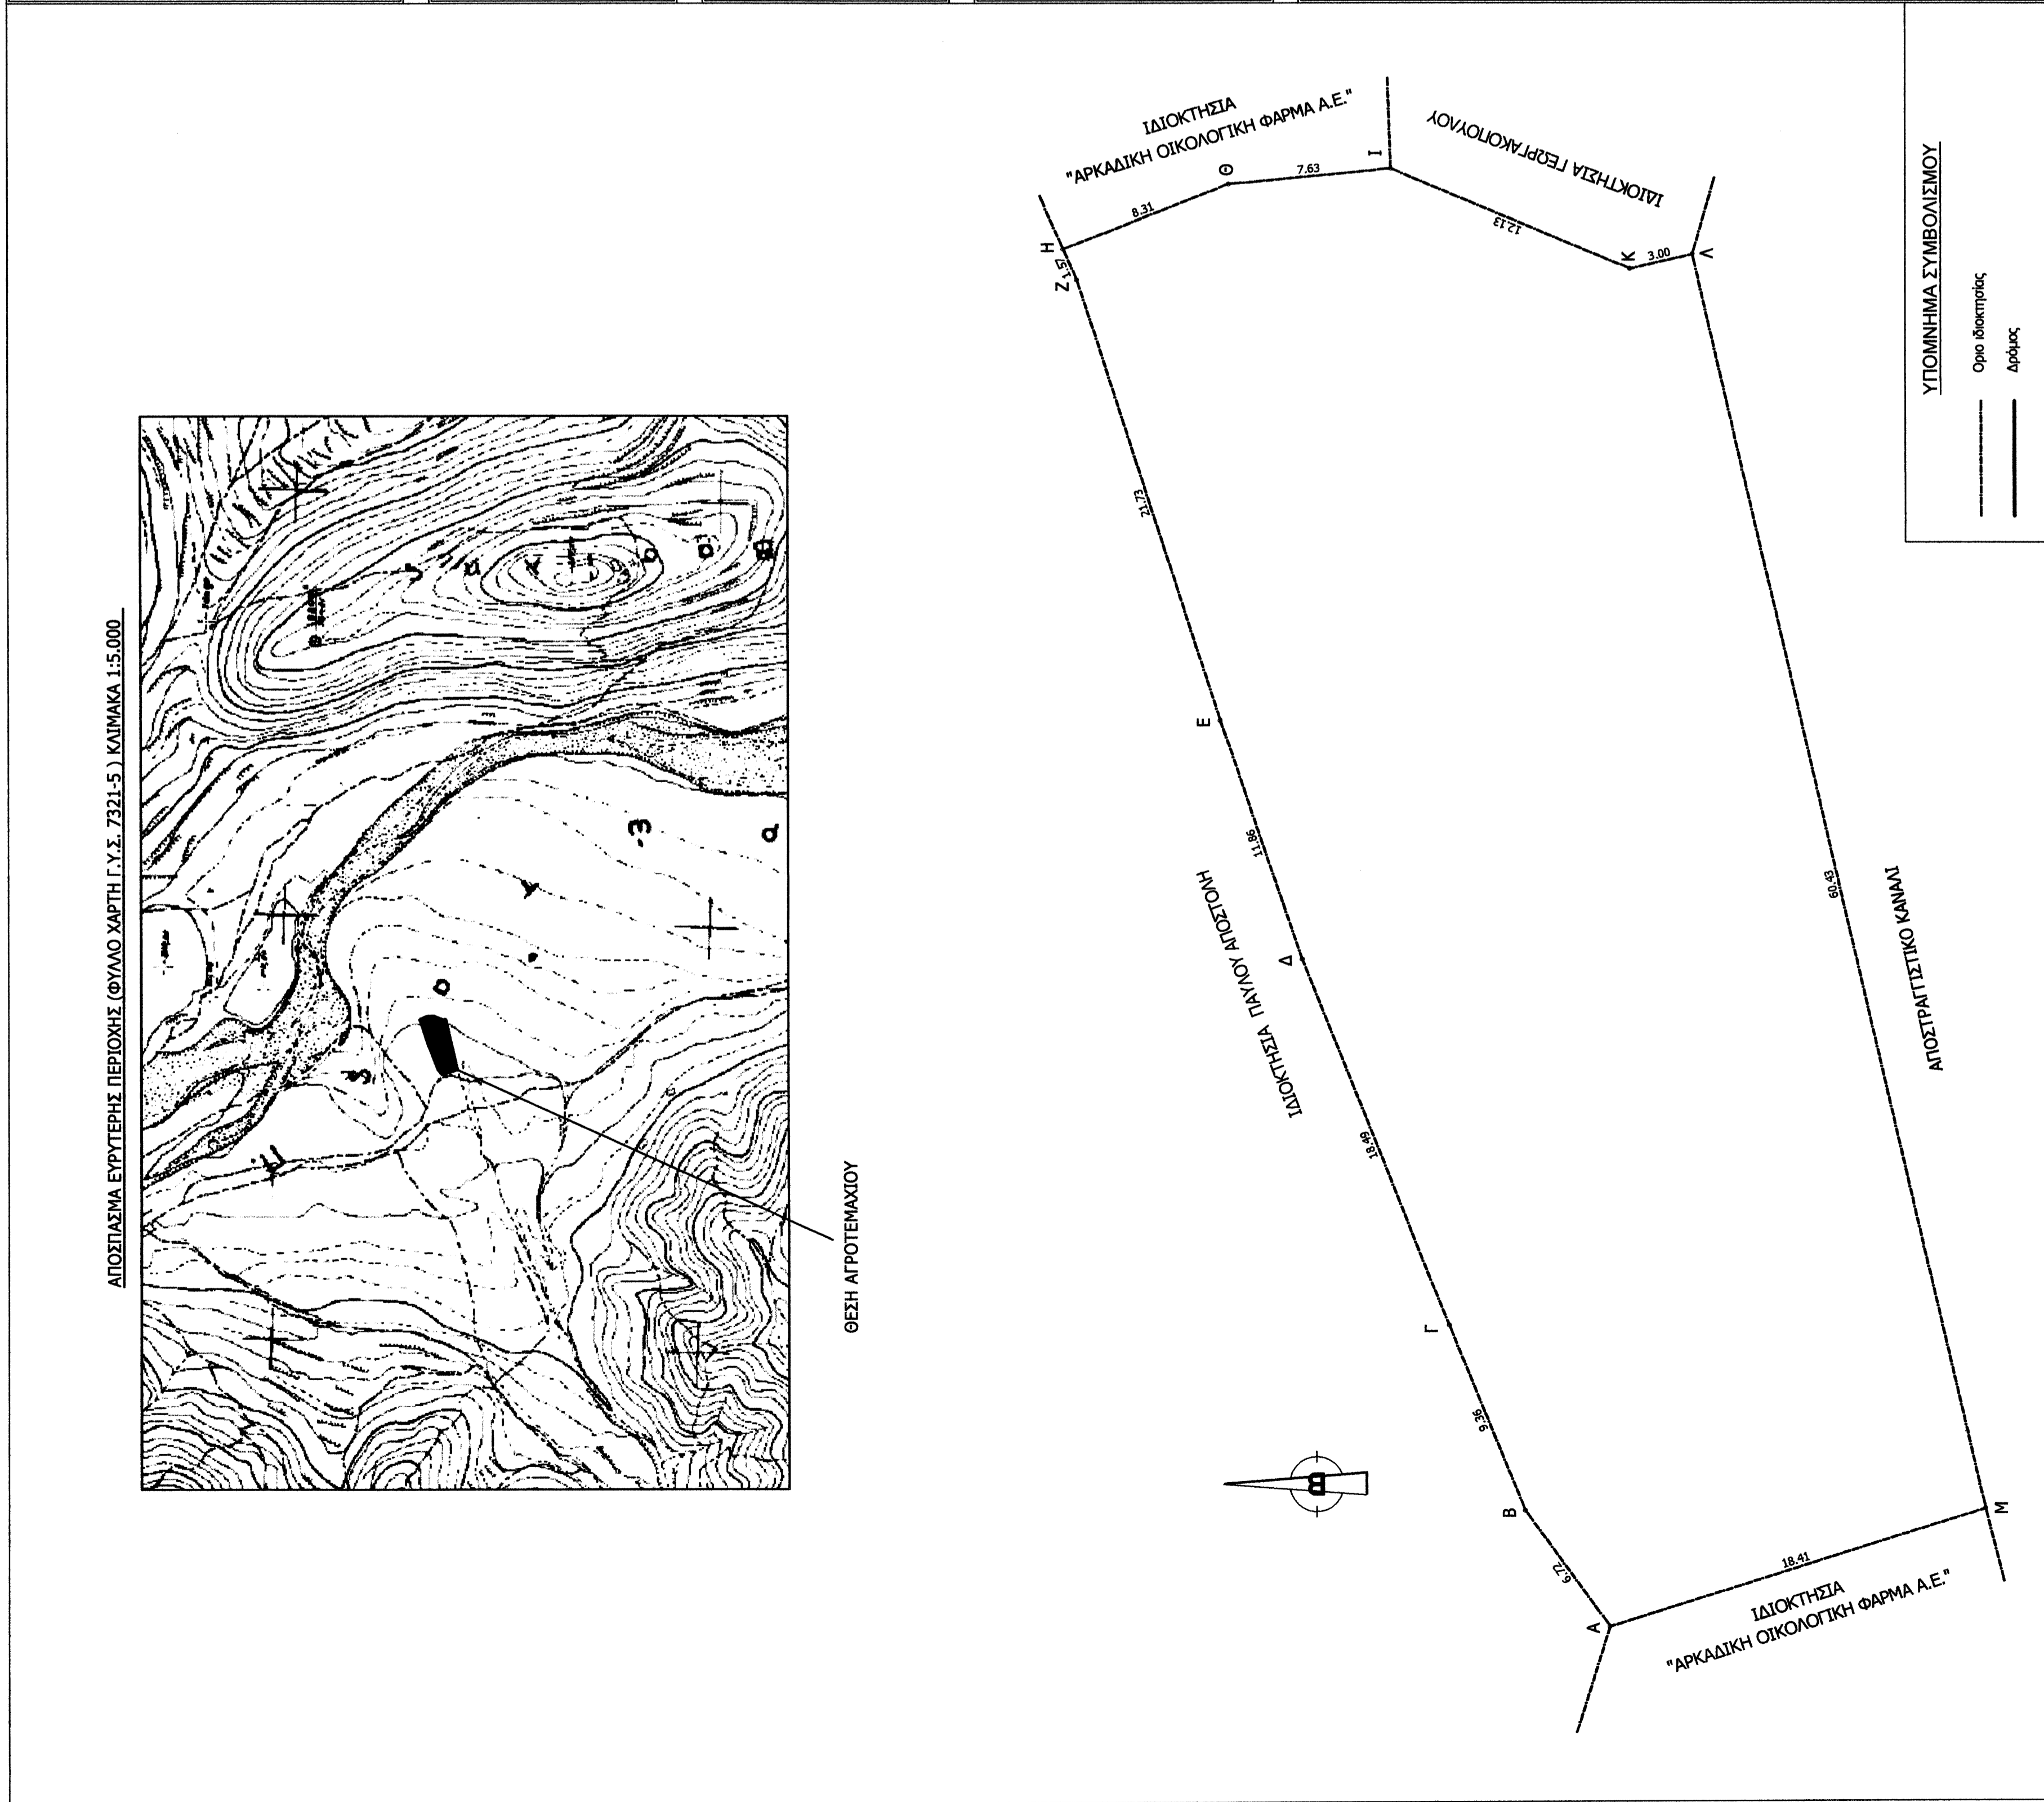 ΑΠΟΣΠΑΣΜΑ ΕΥΡΥΤΕΡΗΣ ΠΕΡΙΟΧΗΣ (ΦΥΛΛΟ ΧΑΡΤΗ Γ.Υ.Σ. 7321-5 ) ΚΛΙΜΑΚΑ 1:5.000
ΘΕΣΗ ΑΓΡΟΤΕΜΑΧΙΟΥ
ΙΔΙΟΚΤΗΣΙΑ
"ΑΡΚΑΔΙΚΗ ΟΙΚΟΛΟΓΙΚΗ ΦΑΡΜΑ Α.Ε."
ΙΔΙΟΚΤΗΣΙΑ ΓΕΩΡΓΑΚΟΠΟΥΛΟΥ
Η
8.31
Θ
7.63
Ι
12.13
Κ
3.00
Λ
Ζ
1.57
21.73
Ε
11.86
Δ
ΙΔΙΟΚΤΗΣΙΑ ΠΑΥΛΟΥ ΑΠΟΣΤΟΛΗ
18.49
Γ
9.36
Β
6.72
Α
18.41
Μ
60.43
ΑΠΟΣΤΡΑΓΓΙΣΤΙΚΟ ΚΑΝΑΛΙ
ΙΔΙΟΚΤΗΣΙΑ
"ΑΡΚΑΔΙΚΗ ΟΙΚΟΛΟΓΙΚΗ ΦΑΡΜΑ Α.Ε."
Β
ΥΠΟΜΝΗΜΑ ΣΥΜΒΟΛΙΣΜΟΥ
Οριο ιδιοκτησίας
Δρόμος